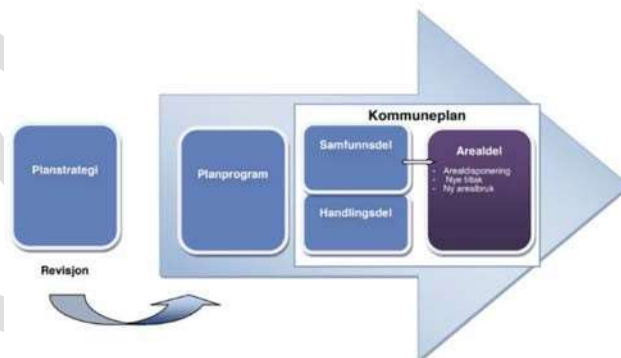 Kommuneplan
Planstrategi
Planprogram
Samfunnsdel
Handlingsdel
Arealdel
- Arealdisponering
- Nye tiltak
- Ny arealbruk
Revisjon